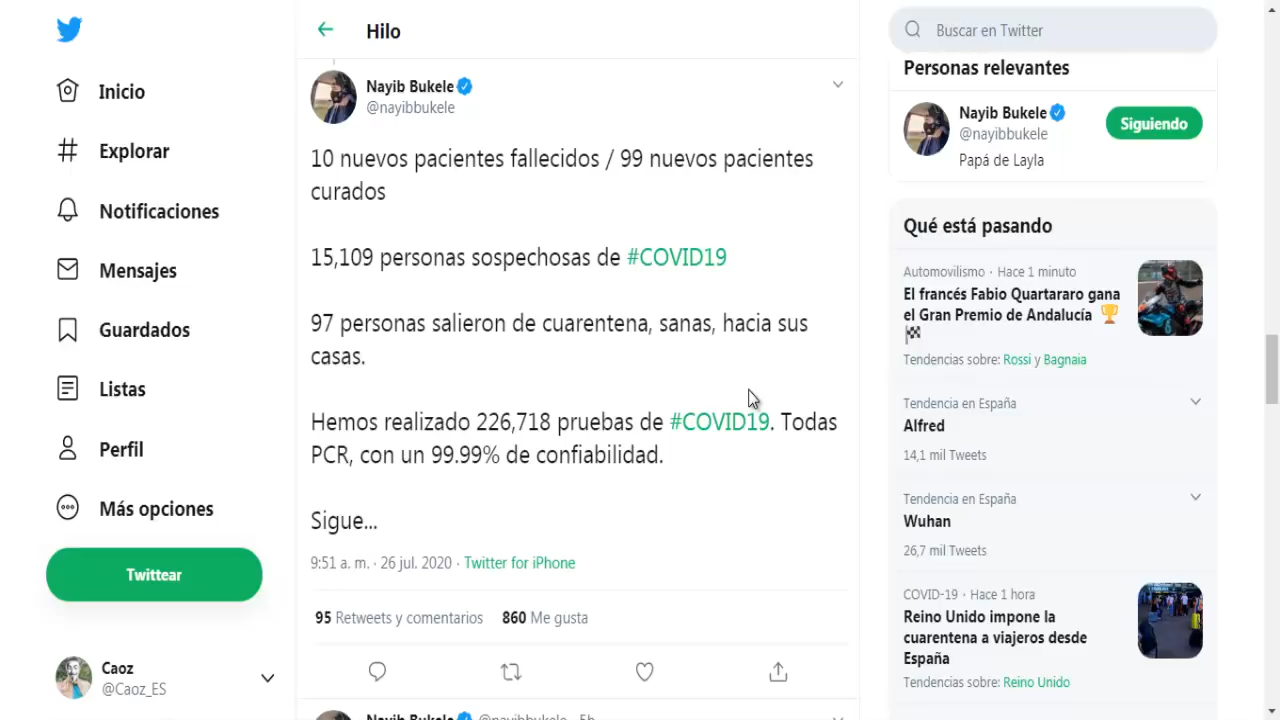 Inicio
Explorar
Notificaciones
Mensajes
Guardados
Listas
Perfil
Más opciones
Twittear
Caoz
@Caoz_ES
Hilo
Nayib Bukele
@nayibbukele
10 nuevos pacientes fallecidos / 99 nuevos pacientes
curados
15,109 personas sospechosas de #COVID19
97 personas salieron de cuarentena, sanas, hacia sus
casas.
Hemos realizado 226,718 pruebas de #COVID19. Todas
PCR, con un 99.99% de confiabilidad.
Sigue...
9:51 a. m. · 26 jul. 2020 · Twitter for iPhone
95 Retweets y comentarios 860 Me gusta
Nayib Bukele @nayibbukele · 5h
Buscar en Twitter
Personas relevantes
Nayib Bukele
@nayibbukele
Siguiendo
Papá de Layla
Qué está pasando
Automovilismo · Hace 1 minuto
El francés Fabio Quartararo gana
el Gran Premio de Andalucía 🏆
🏁
Tendencias sobre: Rossi y Bagnaia
Tendencia en España
Alfred
14,1 mil Tweets
Tendencia en España
Wuhan
26,7 mil Tweets
COVID-19 · Hace 1 hora
Reino Unido impone la
cuarentena a viajeros desde
España
Tendencias sobre: Reino Unido